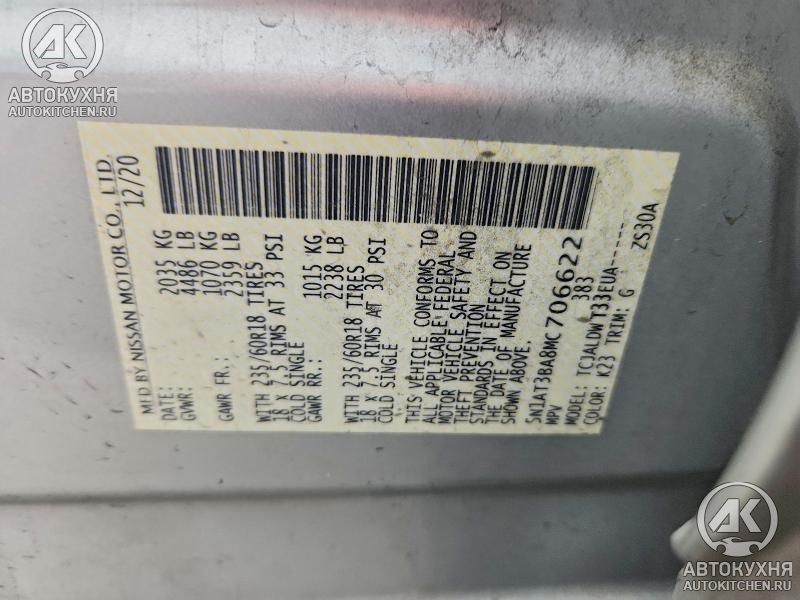 AK
АВТОКУХНЯ
AUTOKITCHEN.RU
MFD BY NISSAN MOTOR CO., LTD.
DATE: 12/20
GVWR: 2035 KG
4486 LB
GAWR FR.: 1070 KG
2359 LB
WITH 235/60R18 TIRES
18 x 7.5 RIMS AT 33 PSI
COLD SINGLE
GAWR RR.: 1015 KG
2238 LB
WITH 235/60R18 TIRES
18 x 7.5 RIMS AT 30 PSI
COLD SINGLE
THIS VEHICLE CONFORMS TO
ALL APPLICABLE FEDERAL
MOTOR VEHICLE SAFETY AND
THEFT PREVENTION
STANDARDS IN EFFECT ON
THE DATE OF MANUFACTURE
SHOWN ABOVE.
5N1AT3BA8MC706622
MPV 383
MODEL: TCJALDW T33EUA------
COLOR: K23 TRIM: G ZS30A
AK
АВТОКУХНЯ
AUTOKITCHEN.RU